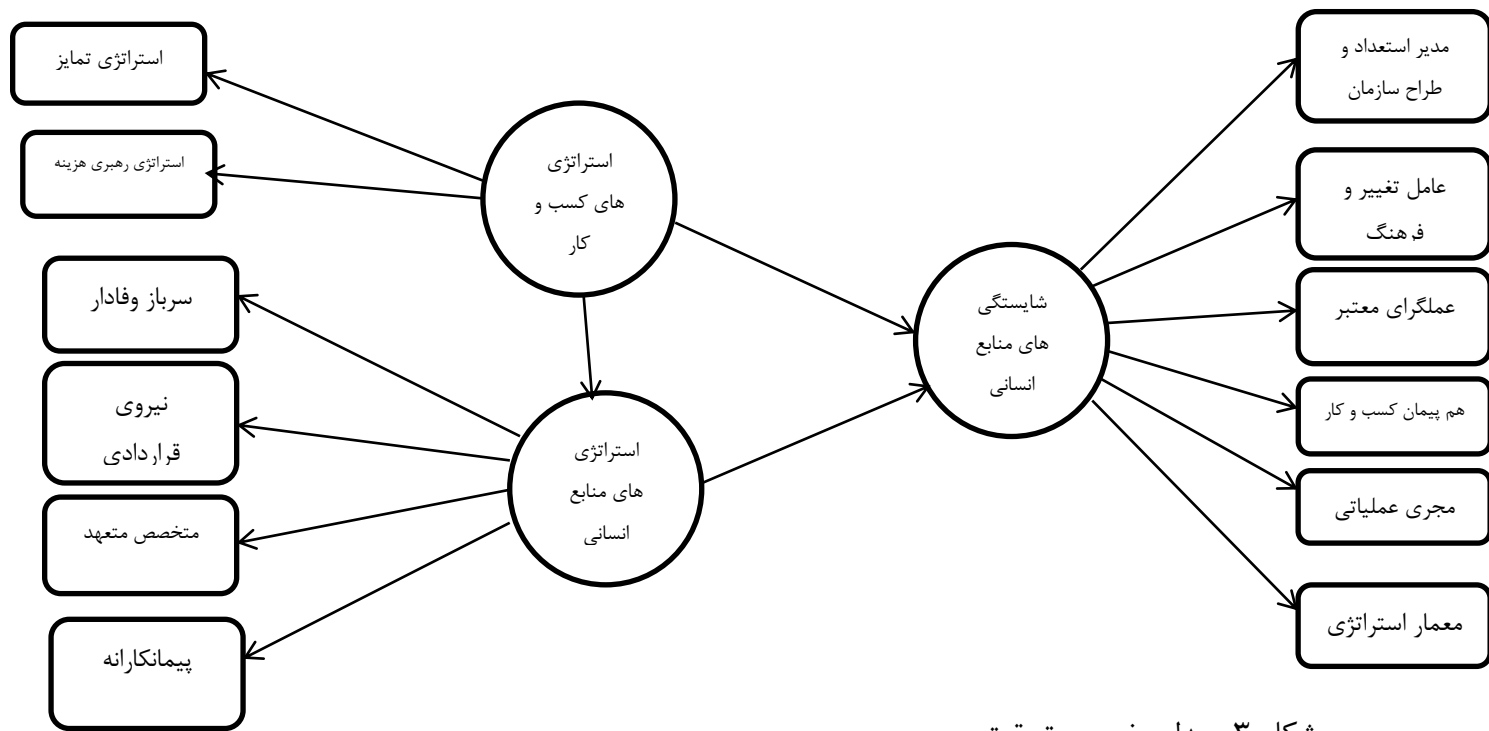 مدیر استعداد و
طراح سازمان
عامل تغییر و
فرهنگ
عملگرای معتبر
هم پیمان کسب و کار
مجری عملیاتی
معمار استراتژی
شایستگی
های منابع
انسانی
استراتژی
های کسب و
کار
استراتژی
های منابع
انسانی
استراتژی تمایز
استراتژی رهبری هزینه
سرباز وفادار
نیروی
قراردادی
متخصص متعهد
پیمانکارانه